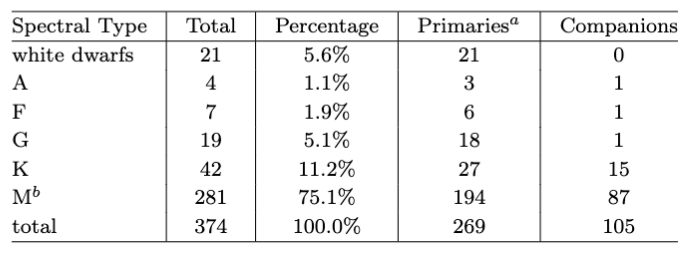 Spectral Type Total Percentage Primariesᵃ Companions
white dwarfs 21 5.6% 21 0
A 4 1.1% 3 1
F 7 1.9% 6 1
G 19 5.1% 18 1
K 42 11.2% 27 15
Mᵇ 281 75.1% 194 87
total 374 100.0% 269 105